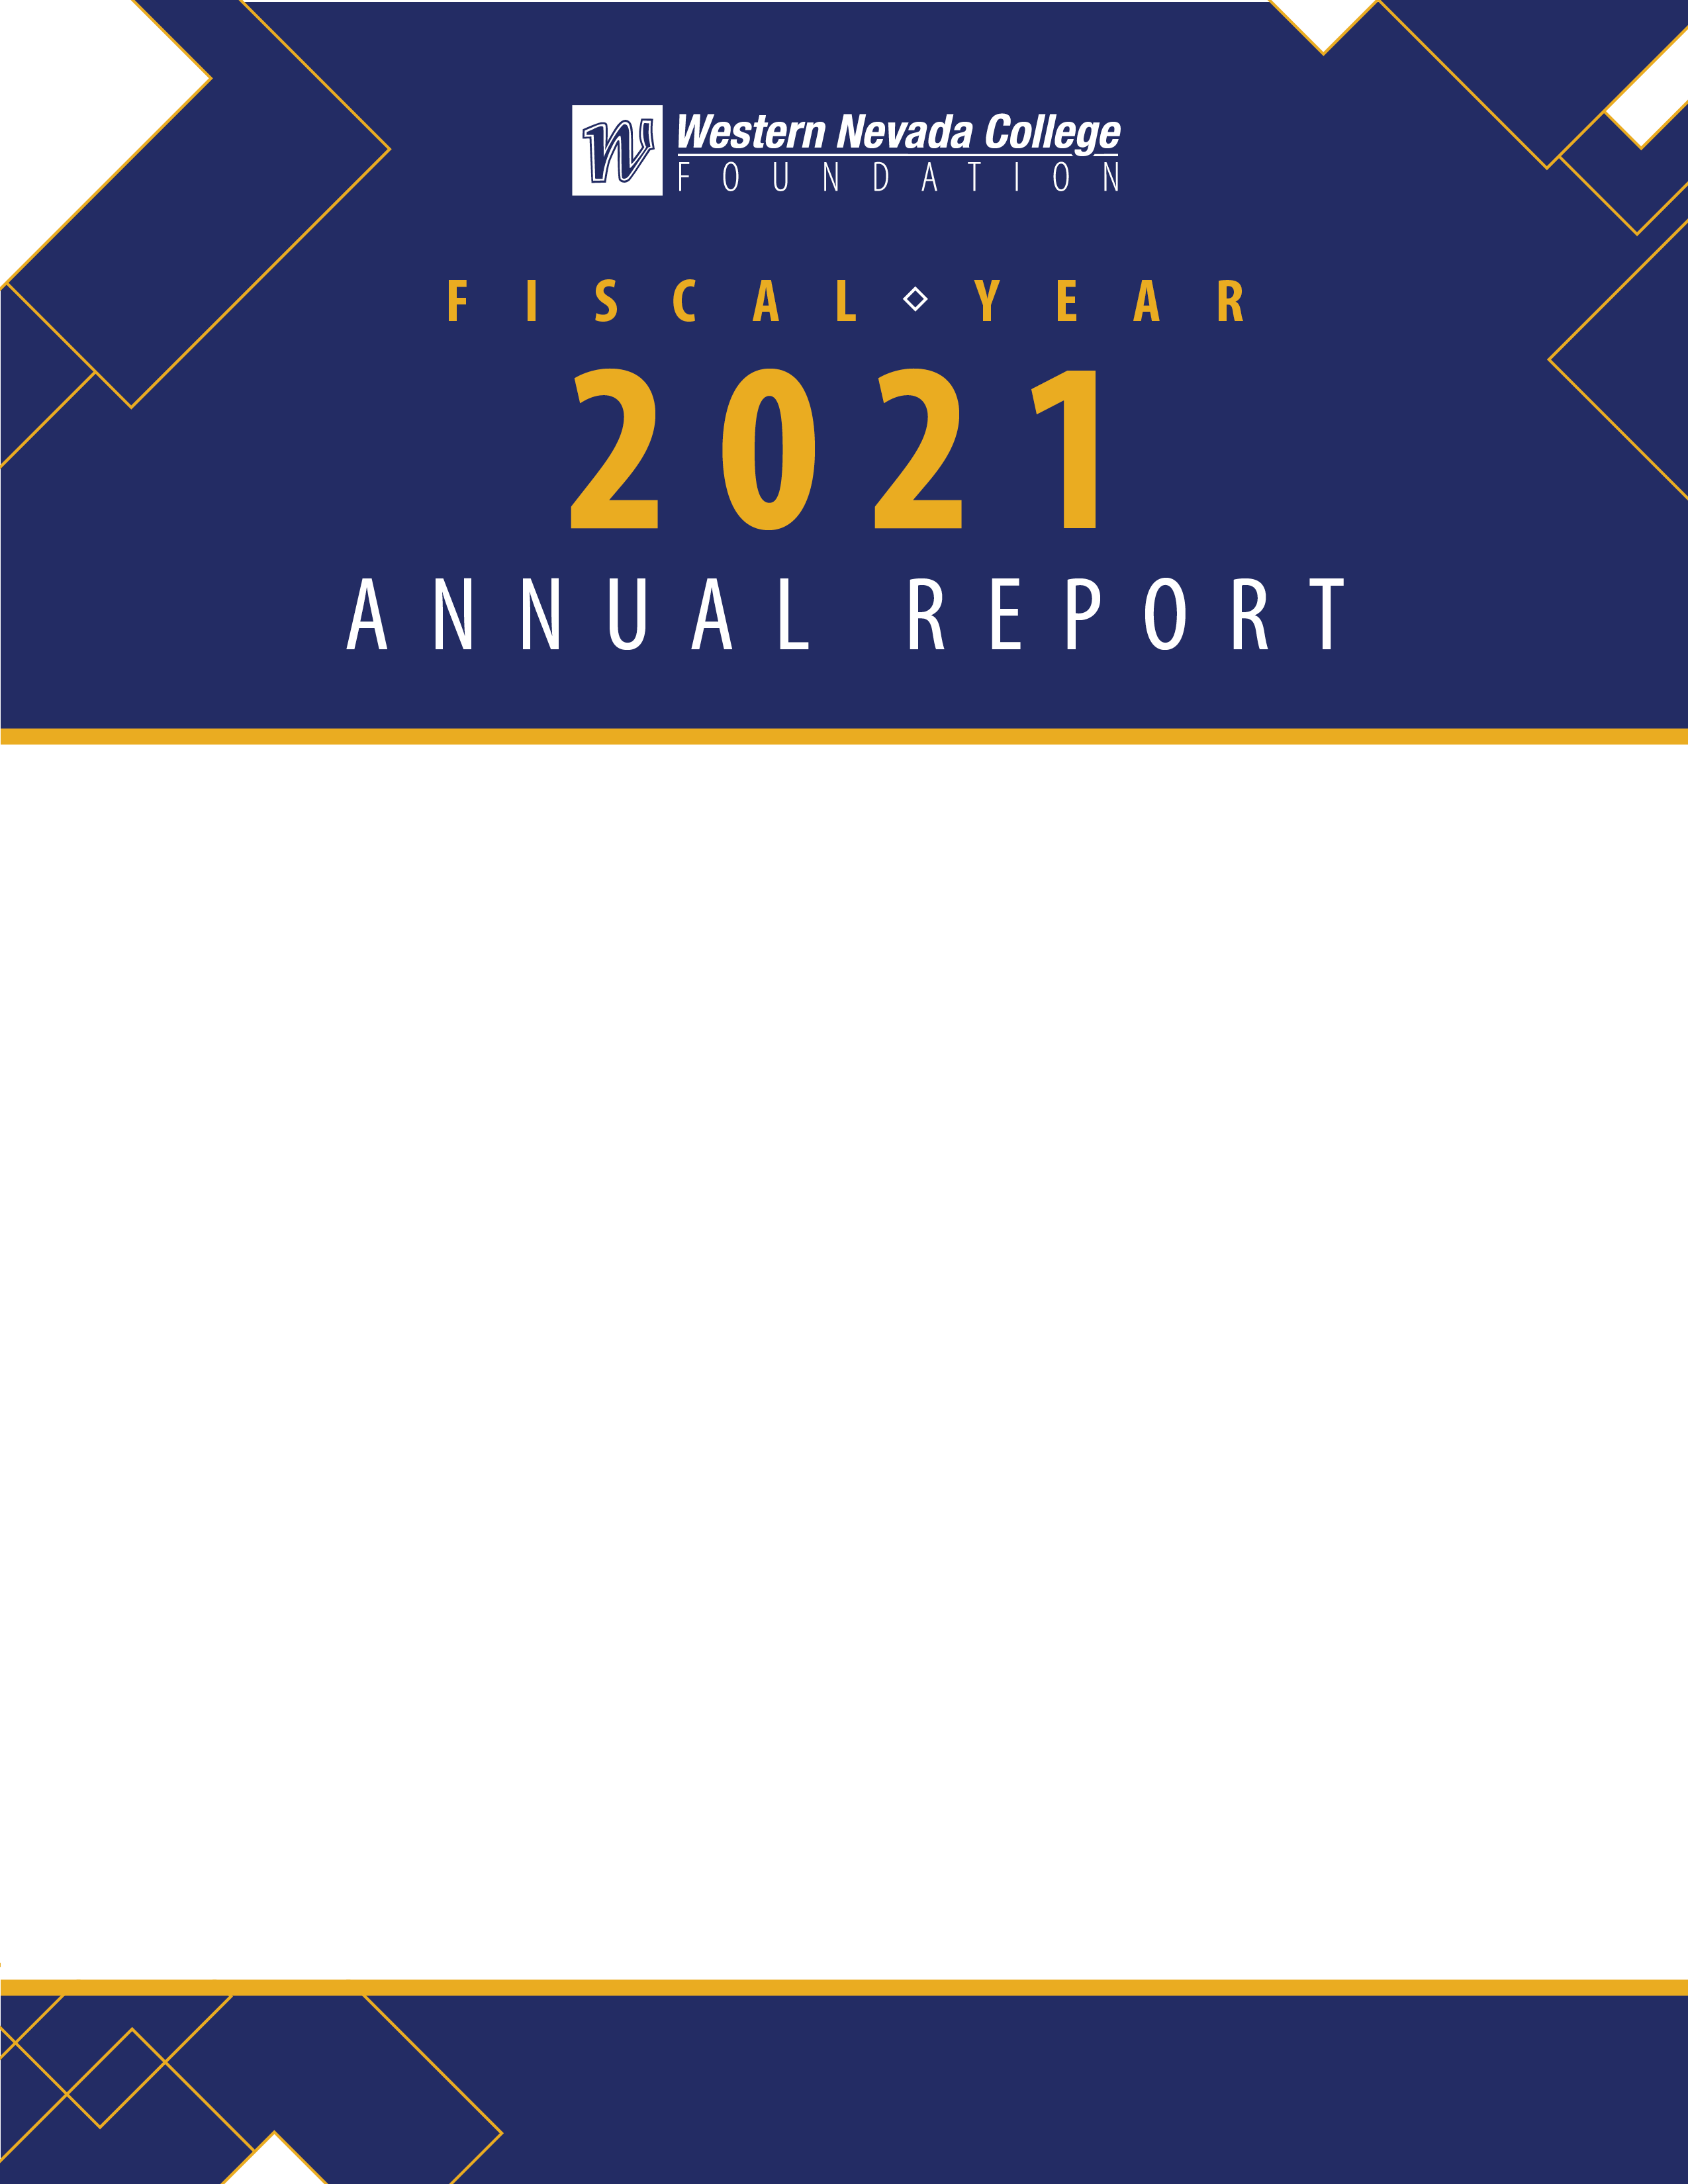 W
Western Nevada College
FOUNDATION
FISCAL YEAR
2021
ANNUAL REPORT